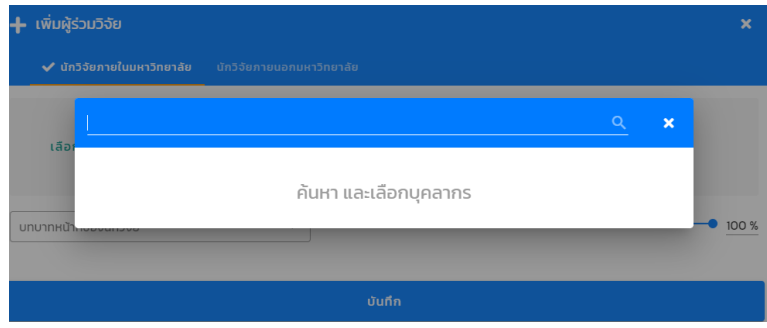 เพิ่มผู้ร่วมวิจัย
นักวิจัยภายในมหาวิทยาลัย นักวิจัยภายนอกมหาวิทยาลัย
ค้นหา และเลือกบุคลากร
100 %
บันทึก